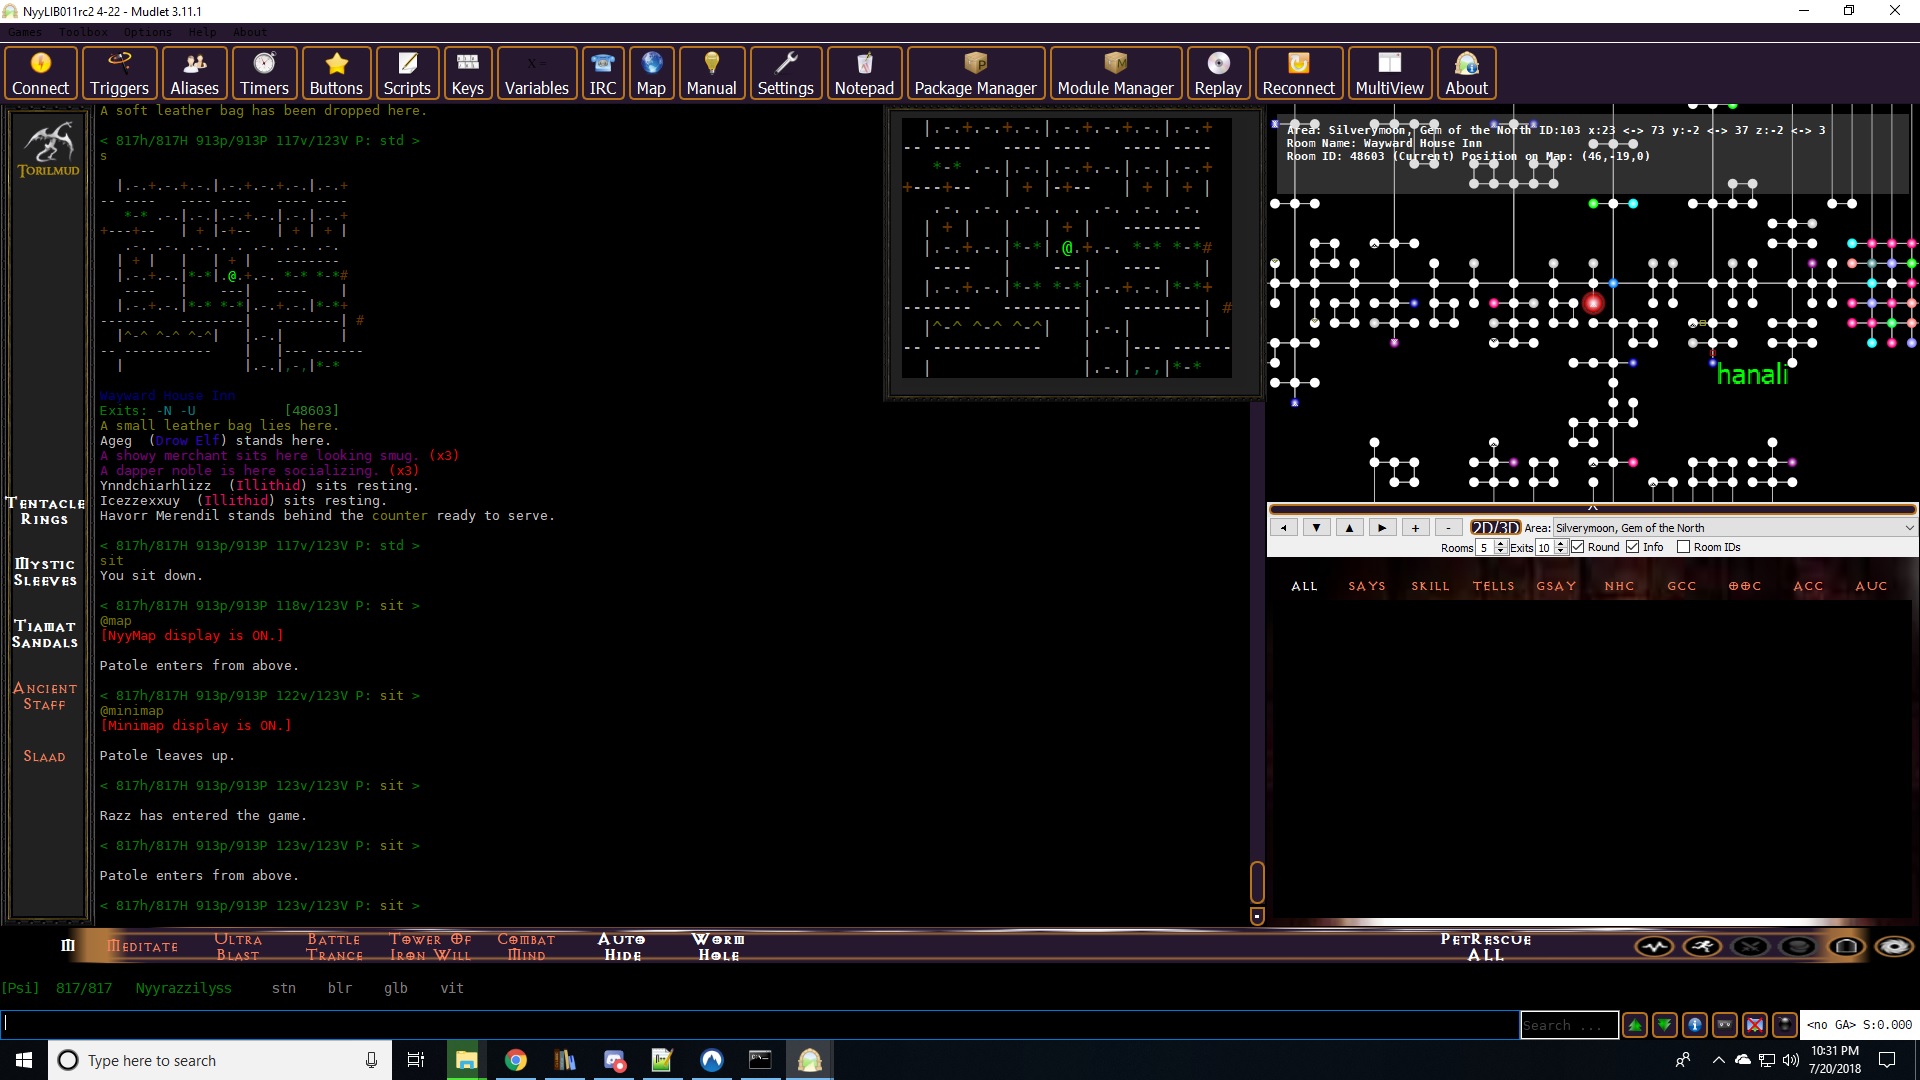 NyyLIB011rc2 4-22 - Mudlet 3.11.1
Games Toolbox Options Help About
Connect Triggers Aliases Timers Buttons Scripts Keys Variables IRC Map Manual Settings Notepad Package Manager Module Manager Replay Reconnect MultiView About
TORILMUD
TENTACLE
RINGS
MYSTIC
SLEEVES
TIAMAT
SANDALS
ANCIENT
STAFF
SLAAD
A soft leather bag has been dropped here.
< 817h/817H 913p/913P 117v/123V P: std >
s
Wayward House Inn
Exits: -N -U [48603]
A small leather bag lies here.
Ageg (Drow Elf) stands here.
A showy merchant sits here looking smug. (x3)
A dapper noble is here socializing. (x3)
Ynndchiarhlizz (Illithid) sits resting.
Icezzexxuy (Illithid) sits resting.
Havorr Merendil stands behind the counter ready to serve.
< 817h/817H 913p/913P 117v/123V P: std >
sit
You sit down.
< 817h/817H 913p/913P 118v/123V P: sit >
@map
[NyyMap display is ON.]
Patole enters from above.
< 817h/817H 913p/913P 122v/123V P: sit >
@minimap
[Minimap display is ON.]
Patole leaves up.
< 817h/817H 913p/913P 123v/123V P: sit >
Razz has entered the game.
< 817h/817H 913p/913P 123v/123V P: sit >
Patole enters from above.
< 817h/817H 913p/913P 123v/123V P: sit >
Area: Silverymoon, Gem of the North ID:103 x:23 <-> 73 y:-2 <-> 37 z:-2 <-> 3
Room Name: Wayward House Inn
Room ID: 48603 (Current) Position on Map: (46,-19,0)
hanali
2D/3D Area: Silverymoon, Gem of the North
Rooms 5 Exits 10 Round Info Room IDs
ALL SAYS SKILL TELLS GSAY NHC GCC OOC ACC AUC
M MEDITATE
ULTRA
BLAST
BATTLE
TRANCE
TOWER OF
IRON WILL
COMBAT
MIND
AUTO
HIDE
WORM
HOLE
PETRESCUE
ALL
[Psi] 817/817 Nyyrazzilyss stn blr glb vit
Search ...
<no GA> S:0.000
Type here to search
10:31 PM
7/20/2018